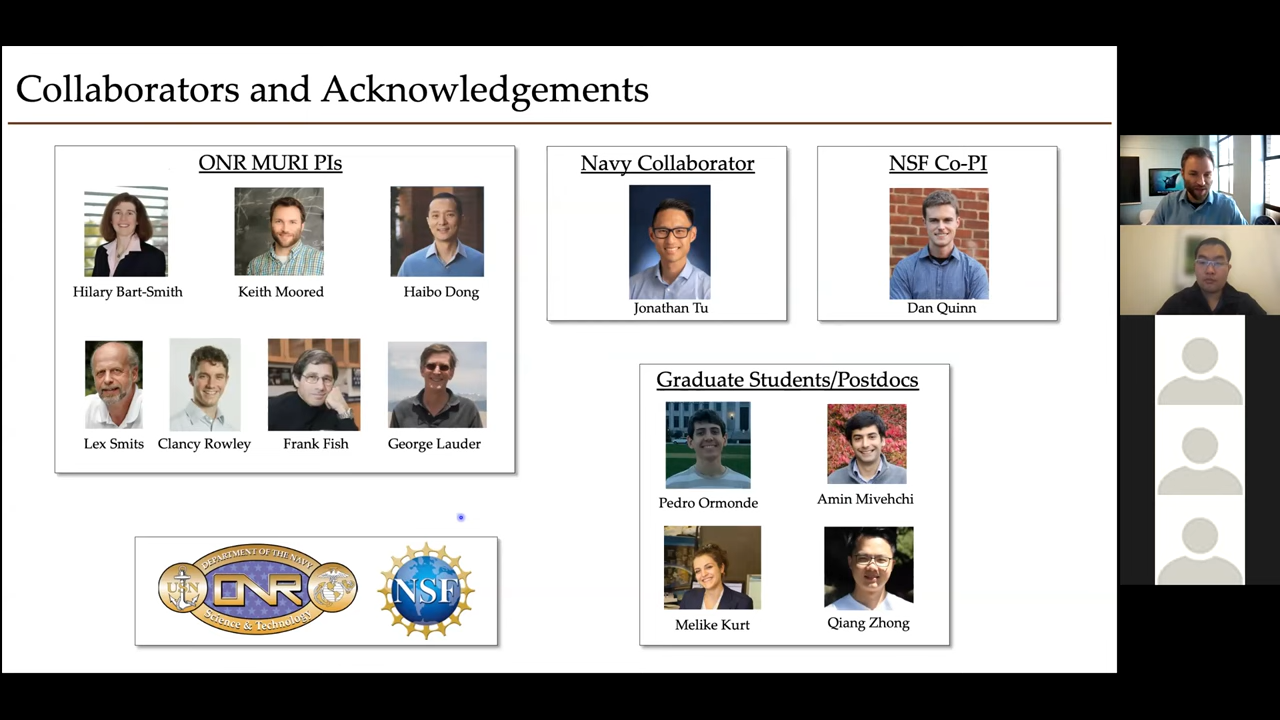 Collaborators and Acknowledgements
ONR MURI PIs
Hilary Bart-Smith
Keith Moored
Haibo Dong
Lex Smits
Clancy Rowley
Frank Fish
George Lauder
Navy Collaborator
Jonathan Tu
NSF Co-PI
Dan Quinn
Graduate Students/Postdocs
Pedro Ormonde
Amin Mivehchi
Melike Kurt
Qiang Zhong
DEPARTMENT OF THE NAVY
USN
ONR
Science & Technology
NSF